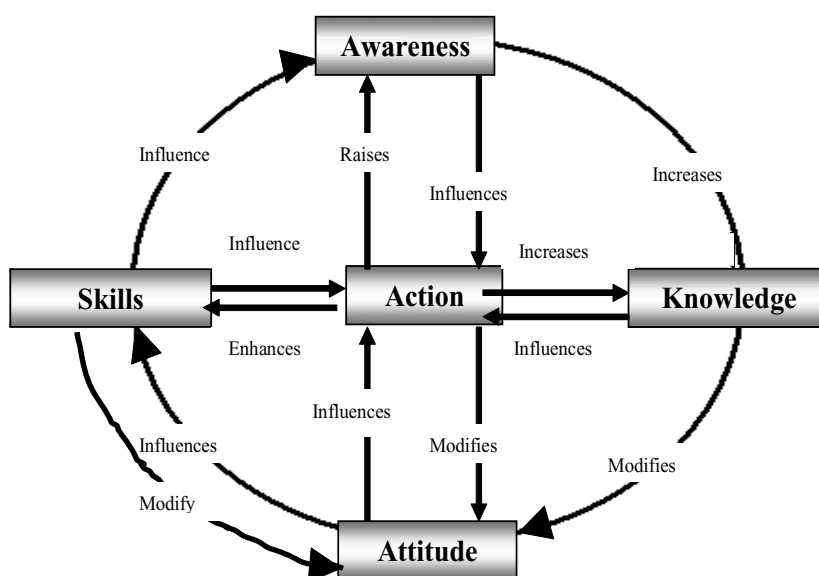 Awareness
Influence
Raises
Increases
Influences
Influence
Increases
Skills
Action
Knowledge
Enhances
Influences
Influences
Influences
Modifies
Modifies
Modify
Attitude